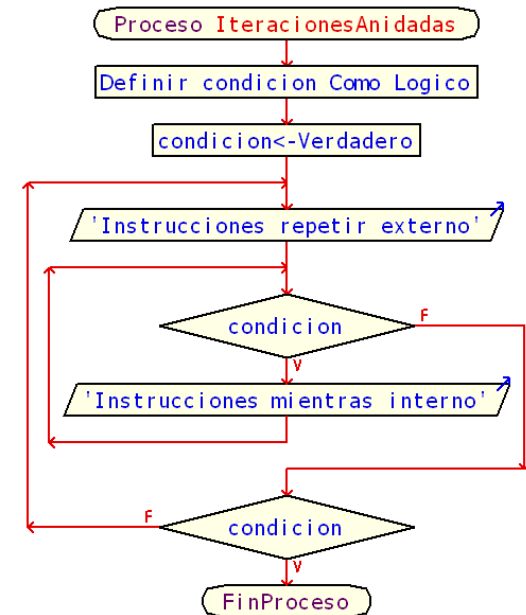 Proceso IteracionesAnidadas
Definir condicion Como Logico
condicion<-Verdadero
'Instrucciones repetir externo'
condicion
F
V
'Instrucciones mientras interno'
F
condicion
V
FinProceso